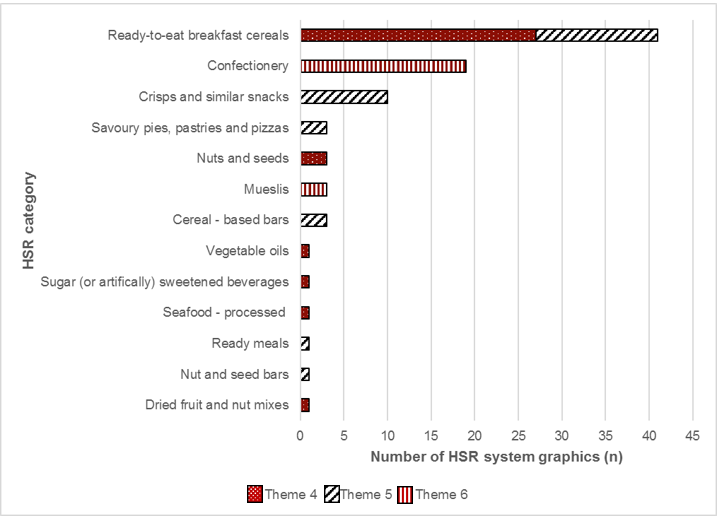 HSR category
Ready-to-eat breakfast cereals
Confectionery
Crisps and similar snacks
Savoury pies, pastries and pizzas
Nuts and seeds
Mueslis
Cereal - based bars
Vegetable oils
Sugar (or artifically) sweetened beverages
Seafood - processed
Ready meals
Nut and seed bars
Dried fruit and nut mixes
0 5 10 15 20 25 30 35 40 45
Number of HSR system graphics (n)
Theme 4 Theme 5 Theme 6